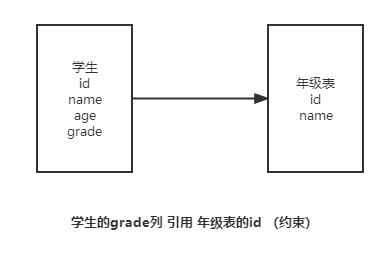 学生
id
name
age
grade
年级表
id
name
学生的grade列 引用 年级表的id （约束）